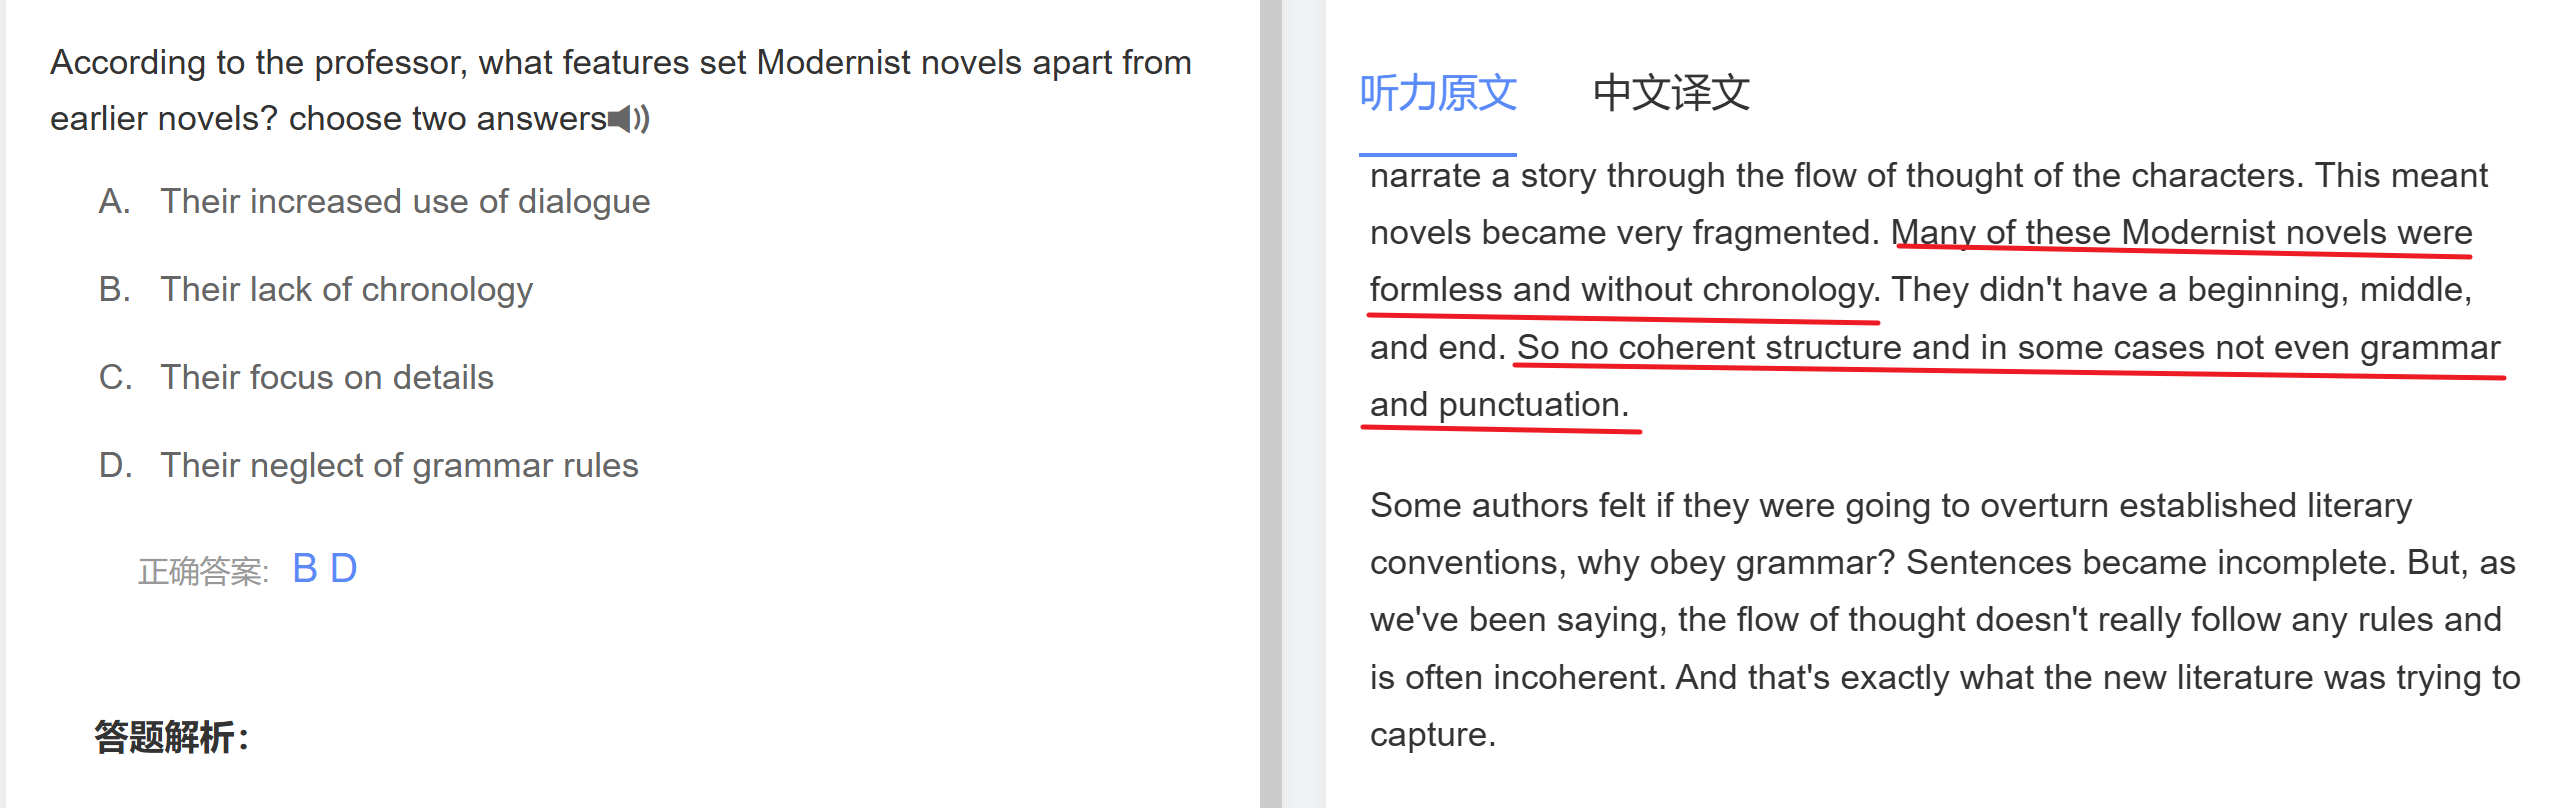 According to the professor, what features set Modernist novels apart from
earlier novels? choose two answers
A. Their increased use of dialogue
B. Their lack of chronology
C. Their focus on details
D. Their neglect of grammar rules
正确答案: B D
答题解析：
听力原文 中文译文
narrate a story through the flow of thought of the characters. This meant
novels became very fragmented. Many of these Modernist novels were
formless and without chronology. They didn't have a beginning, middle,
and end. So no coherent structure and in some cases not even grammar
and punctuation.
Some authors felt if they were going to overturn established literary
conventions, why obey grammar? Sentences became incomplete. But, as
we've been saying, the flow of thought doesn't really follow any rules and
is often incoherent. And that's exactly what the new literature was trying to
capture.